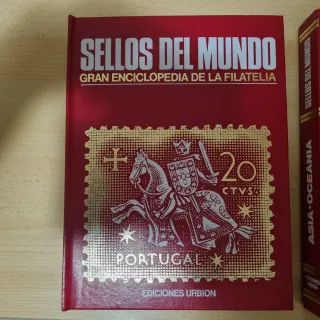 SELLOS DEL MUNDO
GRAN ENCICLOPEDIA DE LA FILATELIA
20
CTVS.
PORTUGAL
EDICIONES URBION
SELLOS DEL MUNDO
ASIA-OCEANIA